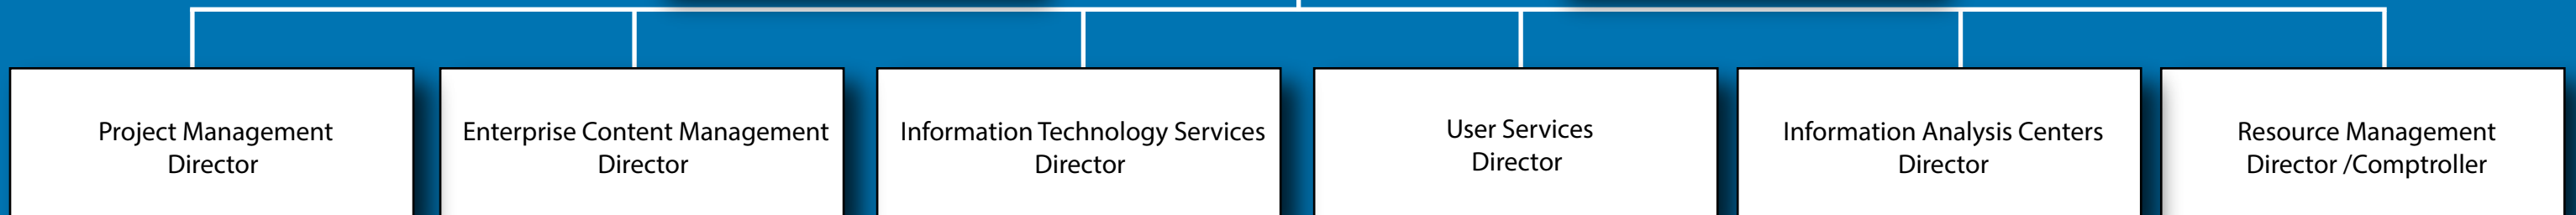 Project Management
Director
Enterprise Content Management
Director
Information Technology Services
Director
User Services
Director
Information Analysis Centers
Director
Resource Management
Director /Comptroller